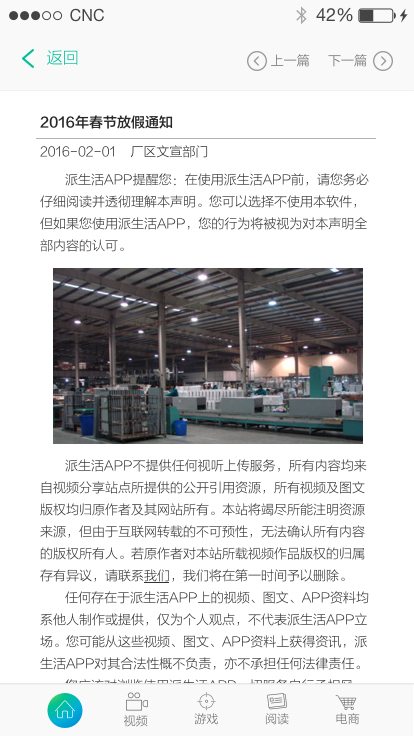 CNC 42%
返回 上一篇 下一篇
2016年春节放假通知
2016-02-01 厂区文宣部门
派生活APP提醒您：在使用派生活APP前，请您务必
仔细阅读并透彻理解本声明。您可以选择不使用本软件，
但如果您使用派生活APP，您的行为将被视为对本声明全
部内容的认可。
派生活APP不提供任何视听上传服务，所有内容均来
自视频分享站点所提供的公开引用资源，所有视频及图文
版权均归原作者及其网站所有。本站将竭尽所能注明资源
来源，但由于互联网转载的不可预性，无法确认所有内容
的版权所有人。若原作者对本站所载视频作品版权的归属
存有异议，请联系我们，我们将在第一时间予以删除。
任何存在于派生活APP上的视频、图文、APP资料均
系他人制作或提供，仅为个人观点，不代表派生活APP立
场。您可能从这些视频、图文、APP资料上获得资讯，派
生活APP对其合法性概不负责，亦不承担任何法律责任。
视频 游戏 阅读 电商